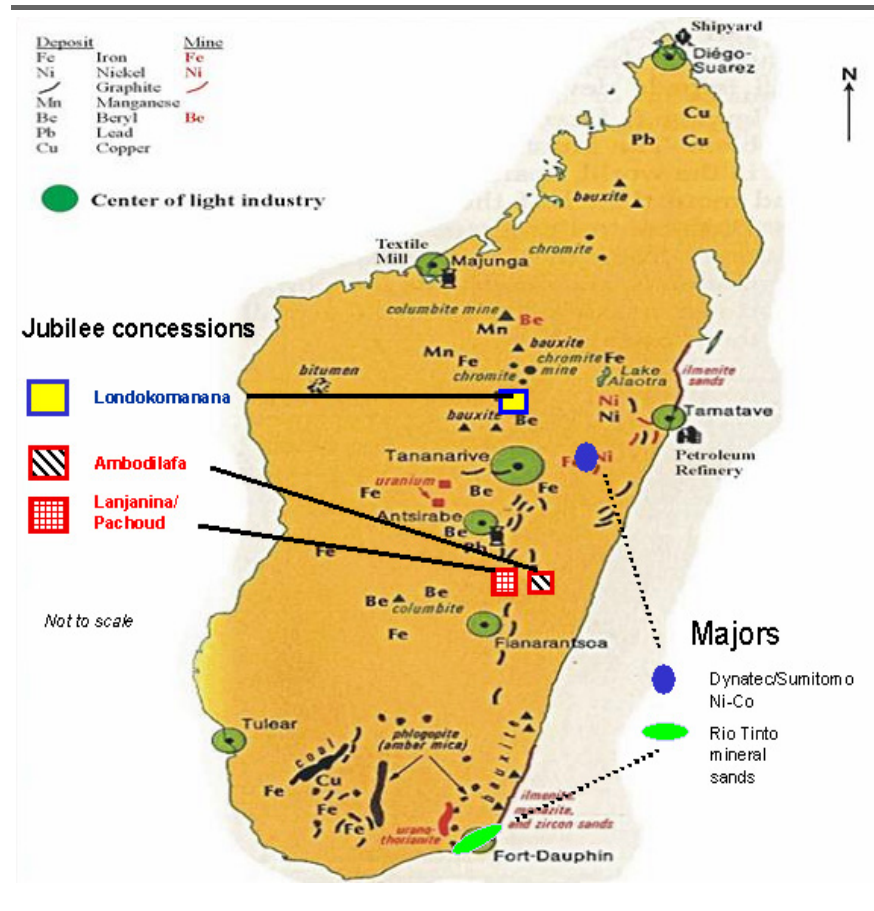 Deposit Mine
Fe Iron Fe
Ni Nickel Ni
Graphite
Mn Manganese
Be Beryl Be
Pb Lead
Cu Copper
Center of light industry
Shipyard
Diégo-
Suarez
N
Cu
Pb Cu
bauxite
chromite
Textile
Mill
Majunga
columbite mine
Be
Mn
bauxite
Mn
Fe
chromite Fe
mine
chromite
Lake
Alaotra
ilmenite
sands
bitumen
Jubilee concessions
Londokomanana
Ni
Ni
bauxite
Be
Tamatave
Petroleum
Refinery
Tananarive
Fe Ni
Ambodilafa
uranium
Fe
Be
Fe
Lanjanina/
Pachoud
Antsirabe
Be
Pb
Fe
Be
Be
columbite
Fe
Fianarantsoa
Not to scale
Majors
Dynatec/Sumitomo
Ni-Co
Rio Tinto
mineral
sands
Tulear
phlogopite
(amber mica)
coal
Cu
Fe
Fe
Fe
bauxite
ilmenite,
monazite,
and zircon sands
urano-
thorianite
Fort-Dauphin